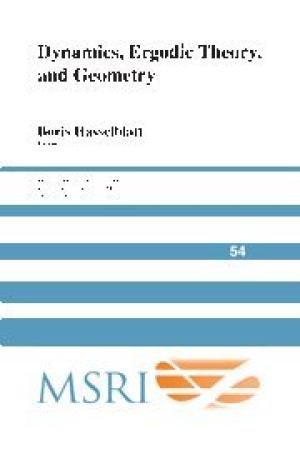 Dynamics, Ergodic Theory,
and Geometry
Boris Hasselblatt
54
MSRI